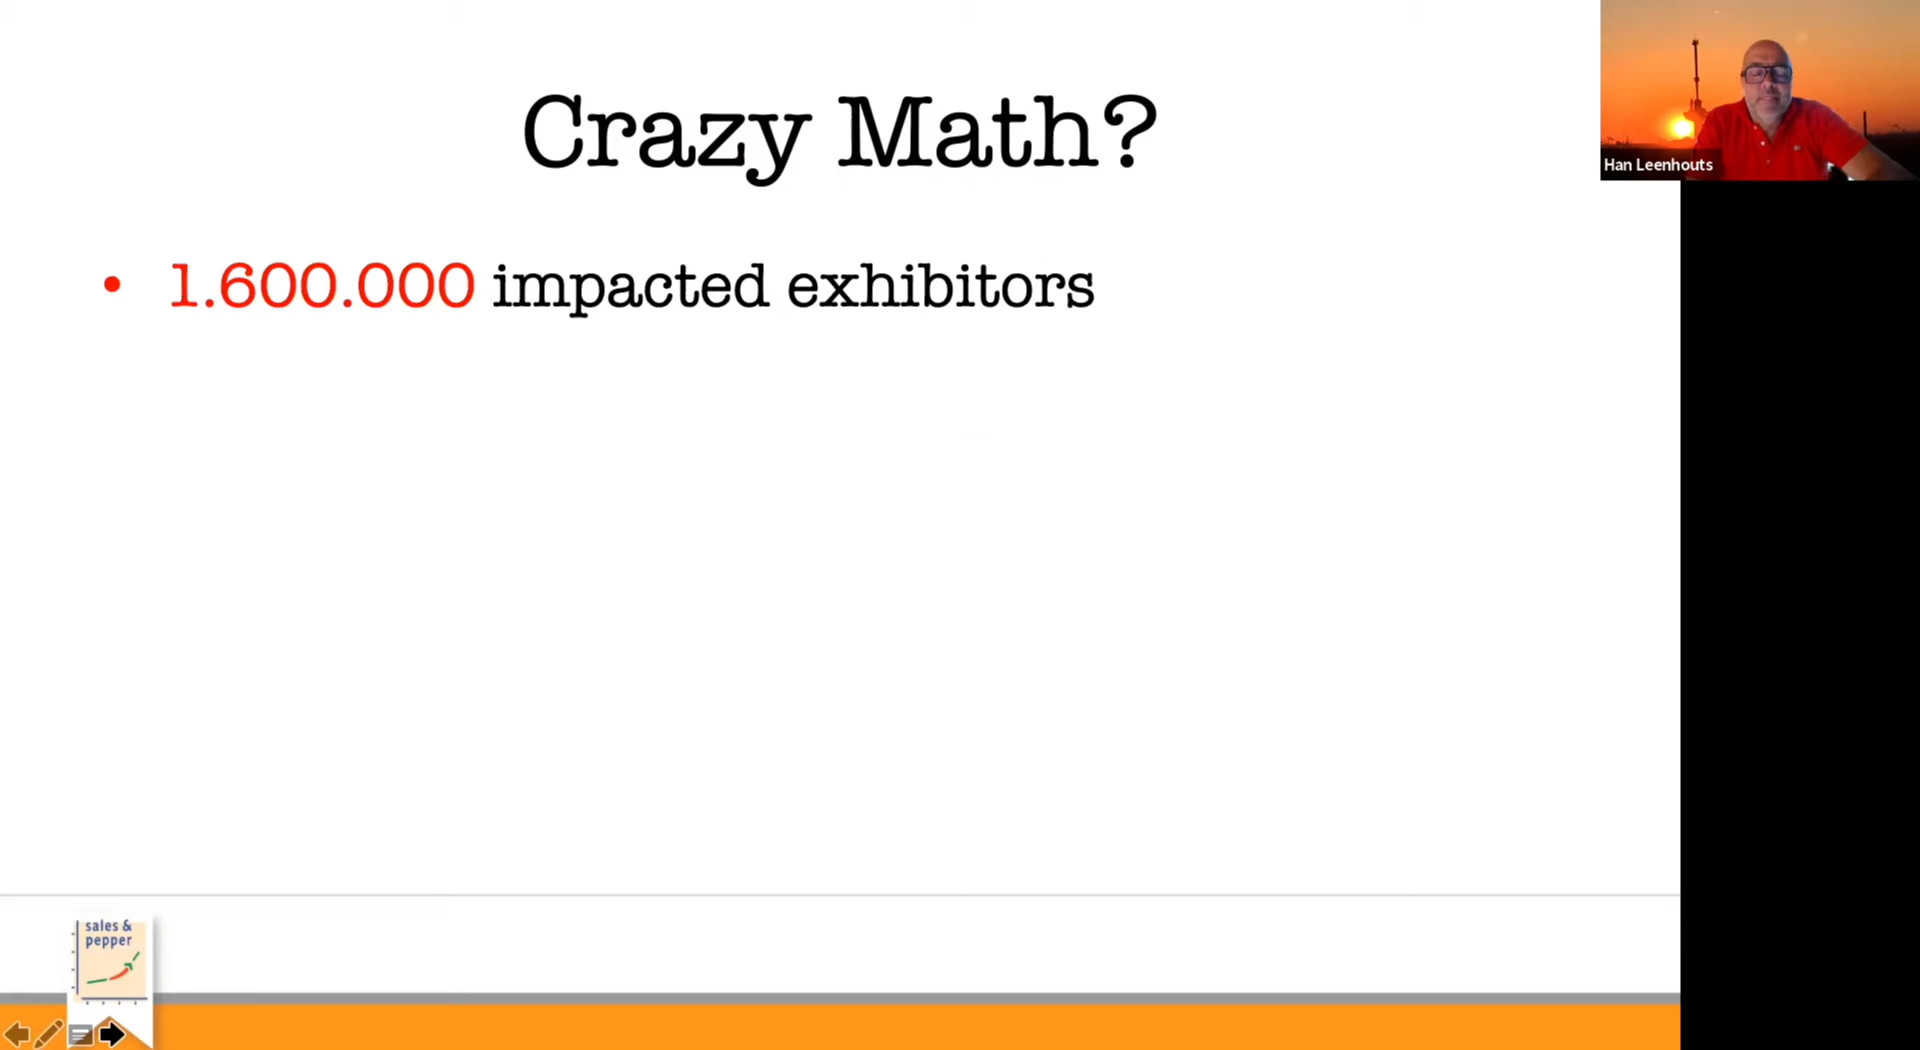 Crazy Math?
• 1.600.000 impacted exhibitors
Han Leenhouts
sales &
pepper